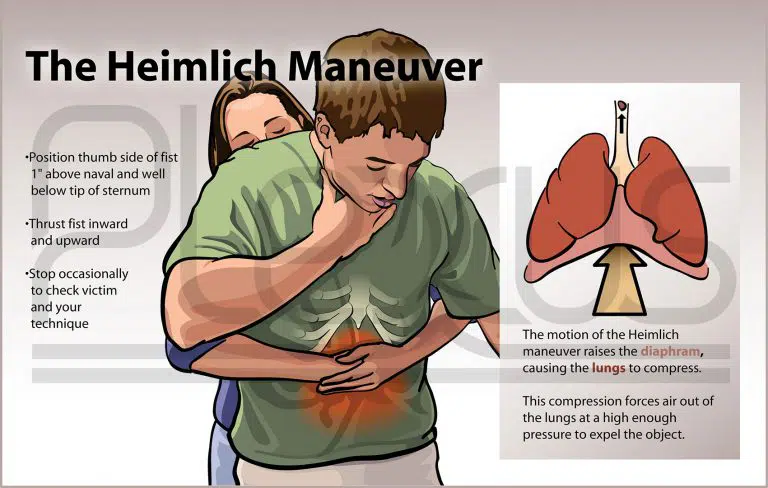 The Heimlich Maneuver
•Position thumb side of fist
1" above naval and well
below tip of sternum
•Thrust fist inward
and upward
•Stop occasionally
to check victim
and your
technique
The motion of the Heimlich
maneuver raises the diaphram,
causing the lungs to compress.
This compression forces air out of
the lungs at a high enough
pressure to expel the object.
plexus